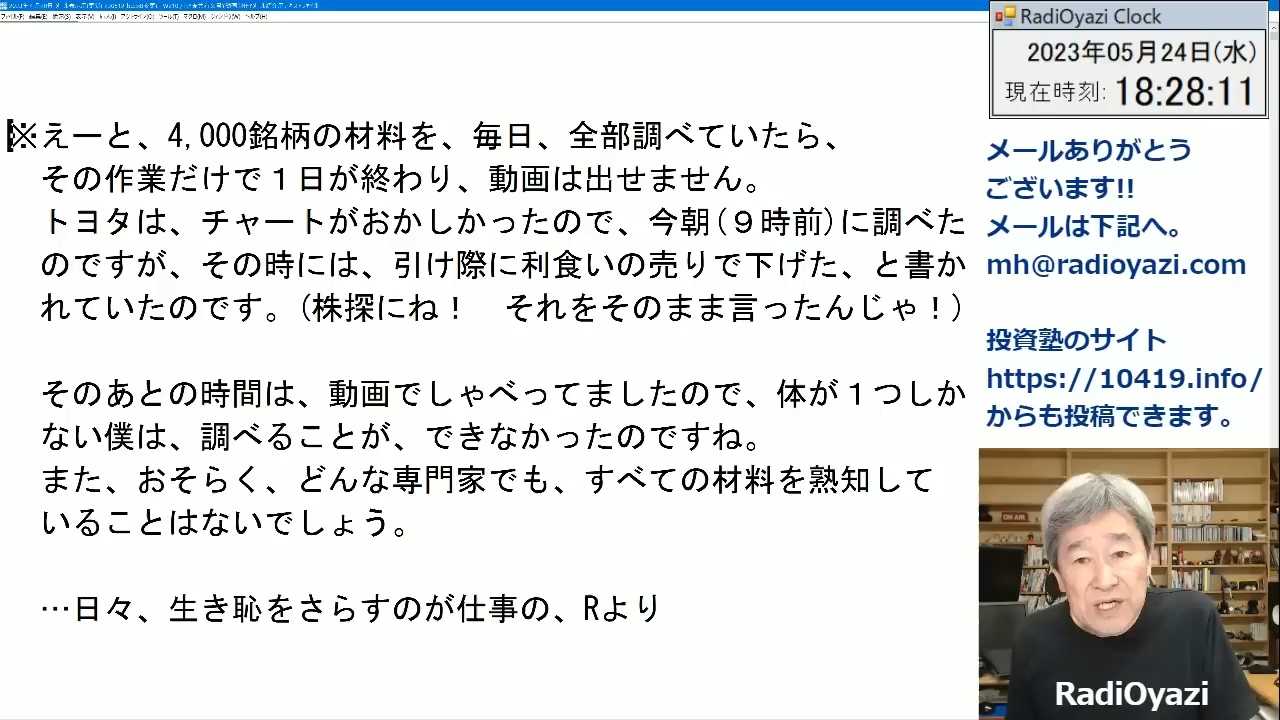 RadiOyazi Clock
2023年05月24日(水)
現在時刻: 18:28:11
※えーと、4,000銘柄の材料を、毎日、全部調べていたら、
その作業だけで１日が終わり、動画は出せません。
トヨタは、チャートがおかしかったので、今朝(９時前)に調べた
のですが、その時には、引け際に利食いの売りで下げた、と書か
れていたのです。(株探にね！　それをそのまま言ったんじゃ！)
そのあとの時間は、動画でしゃべってましたので、体が１つしか
ない僕は、調べることが、できなかったのですね。
また、おそらく、どんな専門家でも、すべての材料を熟知して
いることはないでしょう。
…日々、生き恥をさらすのが仕事の、Rより
メールありがとう
ございます!!
メールは下記へ。
mh@radioyazi.com
投資塾のサイト
https://10419.info/
からも投稿できます。
ON AIR
RadiOyazi